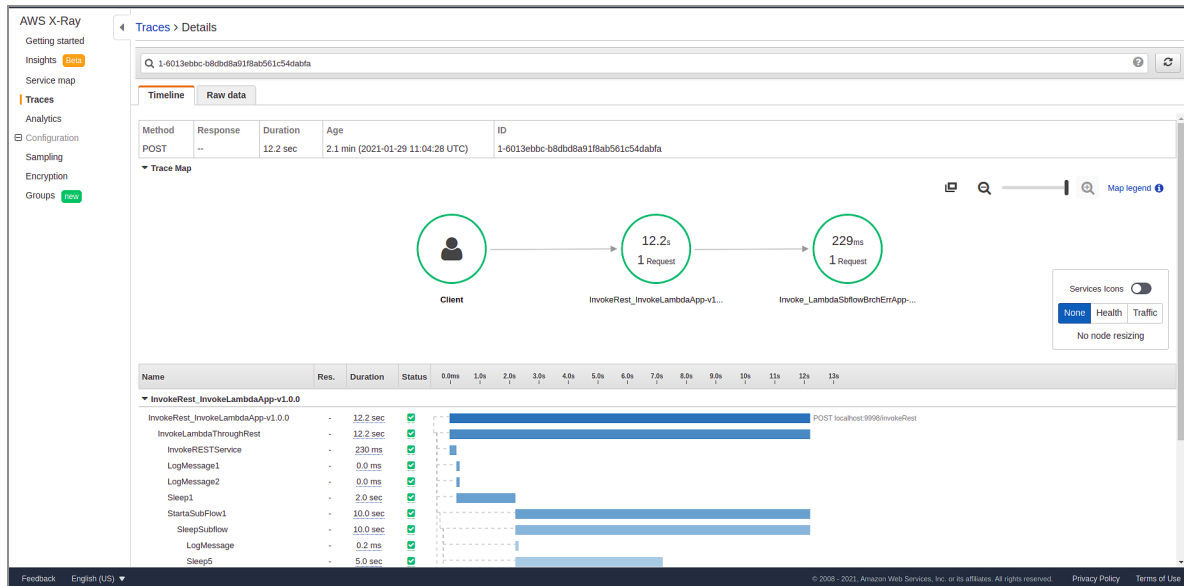 AWS X-Ray
Getting started
Insights Beta
Service map
Traces
Analytics
Configuration
Sampling
Encryption
Groups new
Traces > Details
1-6013ebbc-b8dbd8a91f8ab561c54dabfa
Timeline Raw data
Method Response Duration Age ID
POST -- 12.2 sec 2.1 min (2021-01-29 11:04:28 UTC) 1-6013ebbc-b8dbd8a91f8ab561c54dabfa
Trace Map
Map legend
12.2s
1 Request
229ms
1 Request
Client
InvokeRest_InvokeLambdaApp-v1...
Invoke_LambdaSbflowBrchErrApp-...
Services Icons
None Health Traffic
No node resizing
Name Res. Duration Status 0.0ms 1.0s 2.0s 3.0s 4.0s 5.0s 6.0s 7.0s 8.0s 9.0s 10s 11s 12s 13s
InvokeRest_InvokeLambdaApp-v1.0.0
InvokeRest_InvokeLambdaApp-v1.0.0 - 12.2 sec POST localhost:9998/invokeRest
InvokeLambdaThroughRest - 12.2 sec
InvokeRESTService - 230 ms
LogMessage1 - 0.0 ms
LogMessage2 - 0.0 ms
Sleep1 - 2.0 sec
StartaSubFlow1 - 10.0 sec
SleepSubflow - 10.0 sec
LogMessage - 0.2 ms
Sleep5 - 5.0 sec
Feedback English (US) © 2008 - 2021, Amazon Web Services, Inc. or its affiliates. All rights reserved. Privacy Policy Terms of Use